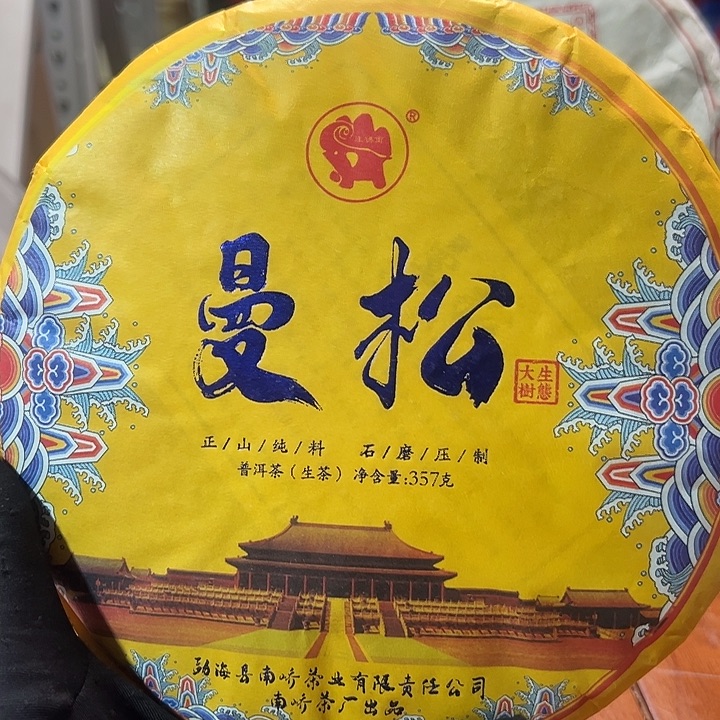 ®
曼松
生態
大樹
正/山/纯/料 石/磨/压/制
普洱茶(生茶) 净含量:357克
勐海县南峤茶业有限责任公司
南峤茶厂出品